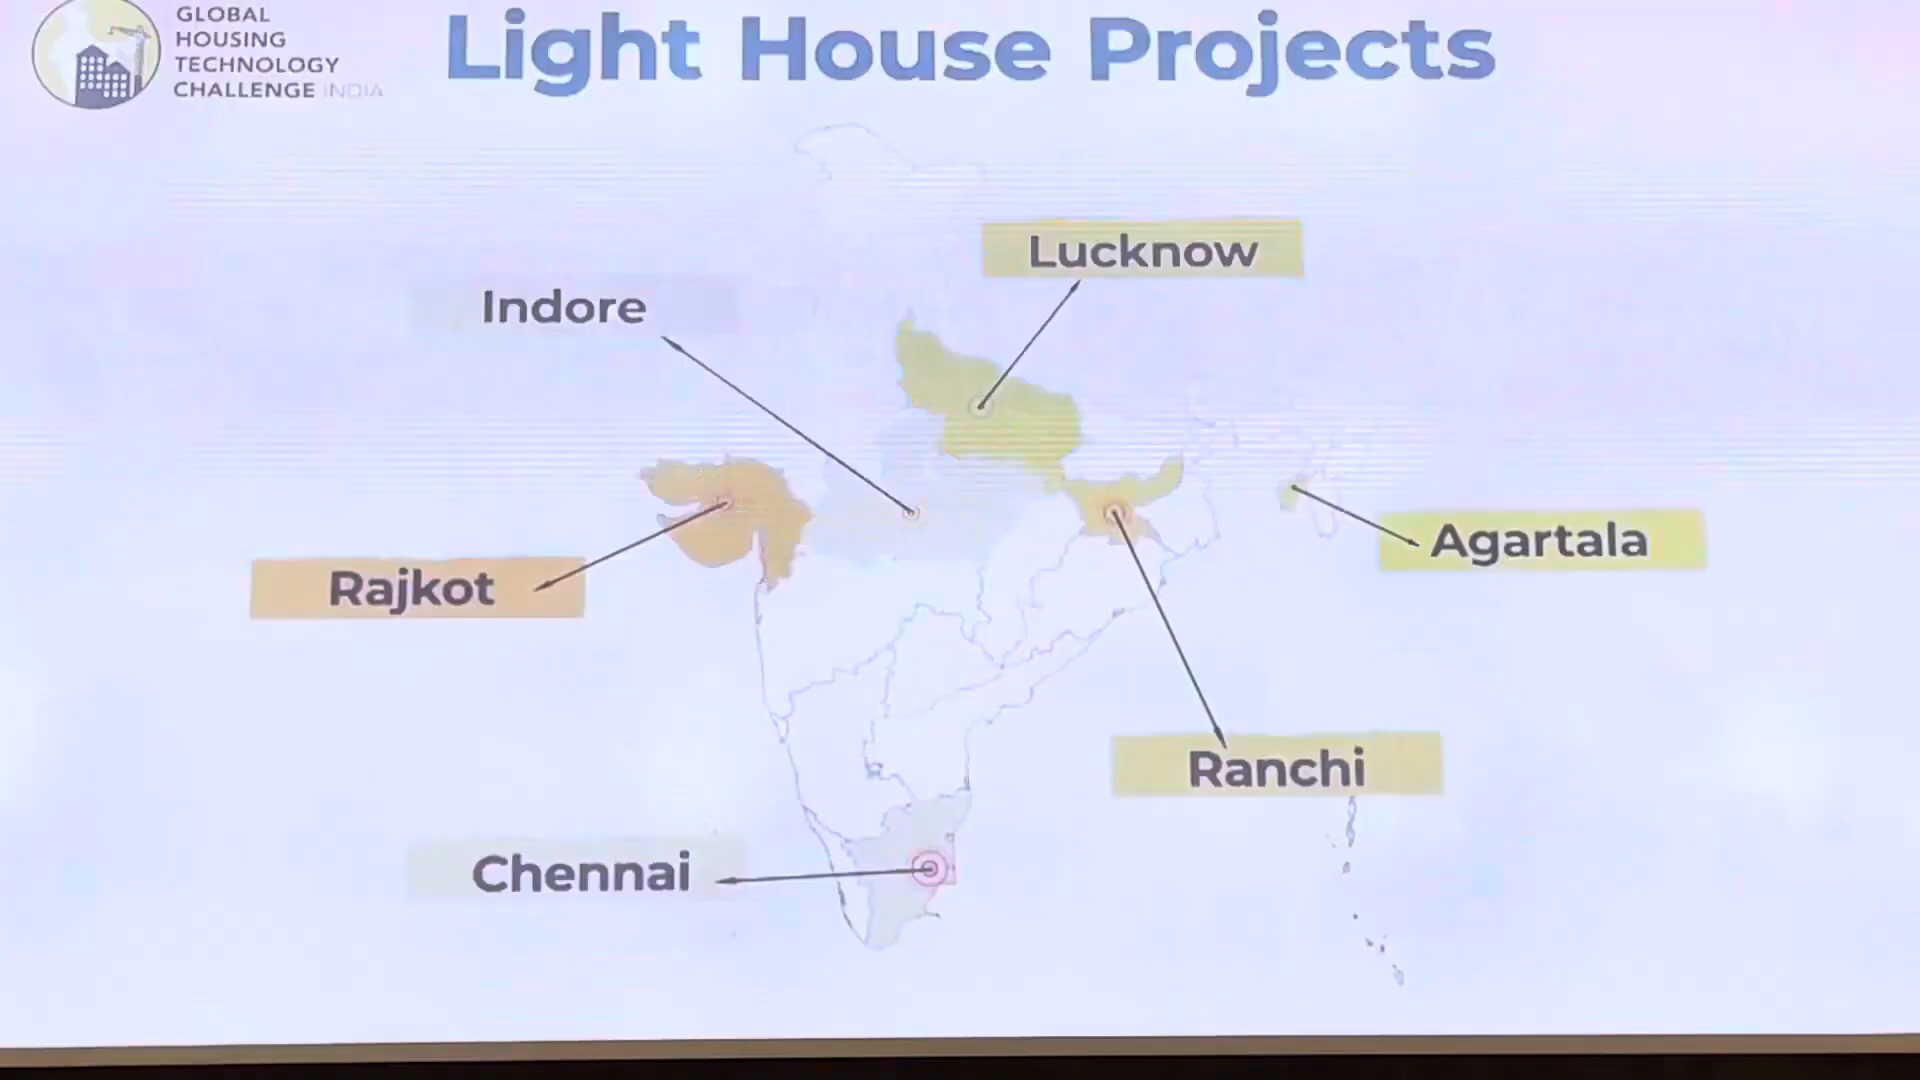 GLOBAL
HOUSING
TECHNOLOGY
CHALLENGE INDIA
Light House Projects
Lucknow
Indore
Agartala
Rajkot
Ranchi
Chennai